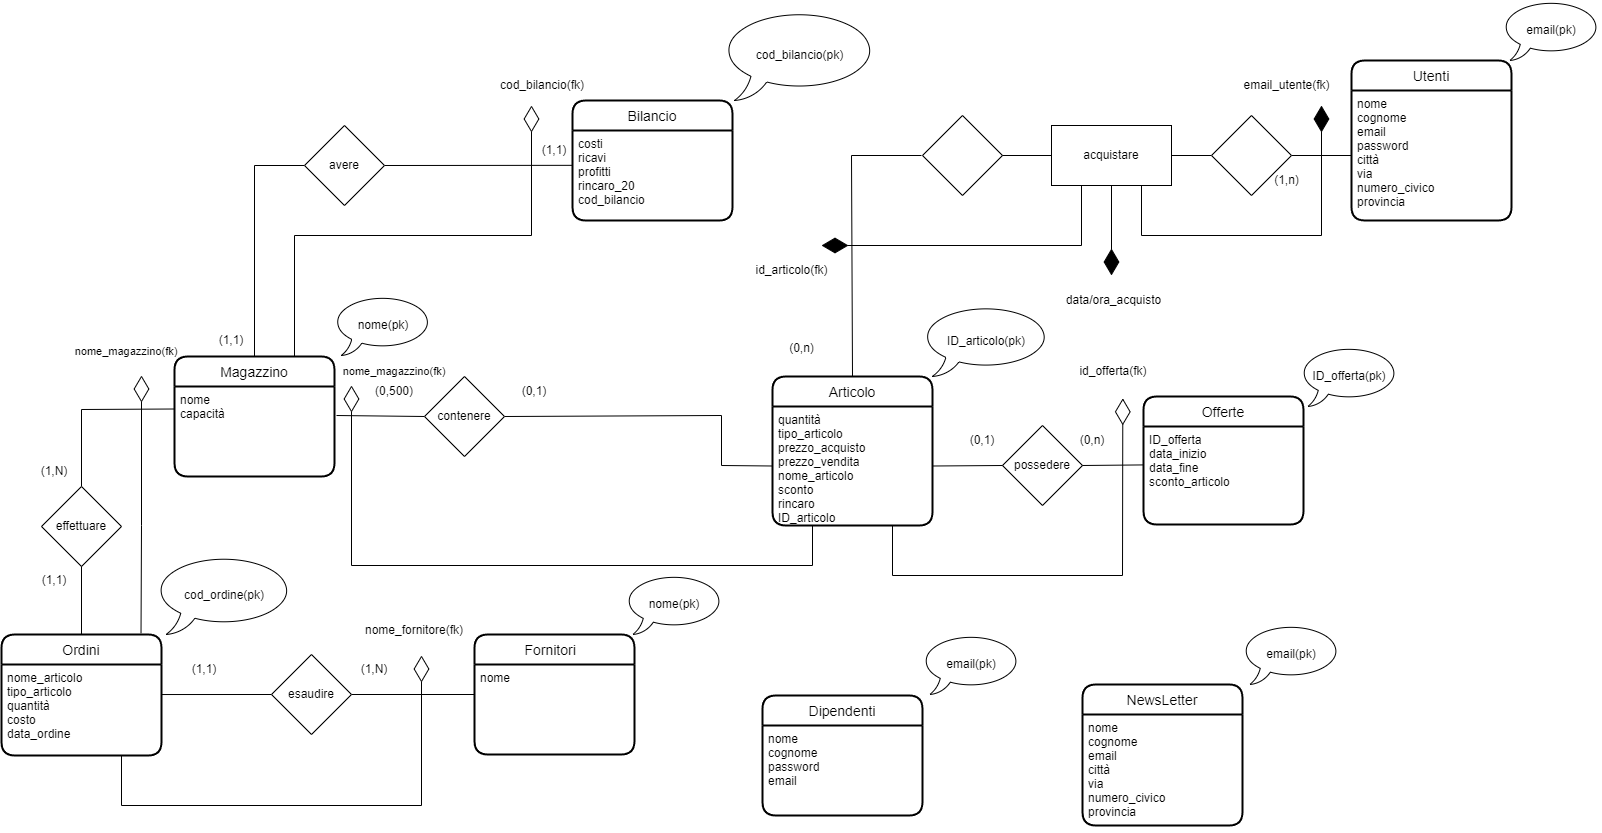 cod_bilancio(pk)
email(pk)
cod_bilancio(fk)
email_utente(fk)
Bilancio
costi
ricavi
profitti
rincaro_20
cod_bilancio
Utenti
nome
cognome
email
password
città
via
numero_civico
provincia
avere
(1,1)
acquistare
(1,n)
id_articolo(fk)
data/ora_acquisto
(1,1)
nome(pk)
nome_magazzino(fk)
Magazzino
nome
capacità
nome_magazzino(fk)
(0,500)
contenere
(0,1)
(0,n)
ID_articolo(pk)
Articolo
quantità
tipo_articolo
prezzo_acquisto
prezzo_vendita
nome_articolo
sconto
rincaro
ID_articolo
id_offerta(fk)
ID_offerta(pk)
(0,1)
possedere
(0,n)
Offerte
ID_offerta
data_inizio
data_fine
sconto_articolo
(1,N)
effettuare
(1,1)
cod_ordine(pk)
Ordini
nome_articolo
tipo_articolo
quantità
costo
data_ordine
(1,1)
esaudire
(1,N)
nome_fornitore(fk)
nome(pk)
Fornitori
nome
email(pk)
Dipendenti
nome
cognome
password
email
email(pk)
NewsLetter
nome
cognome
email
città
via
numero_civico
provincia